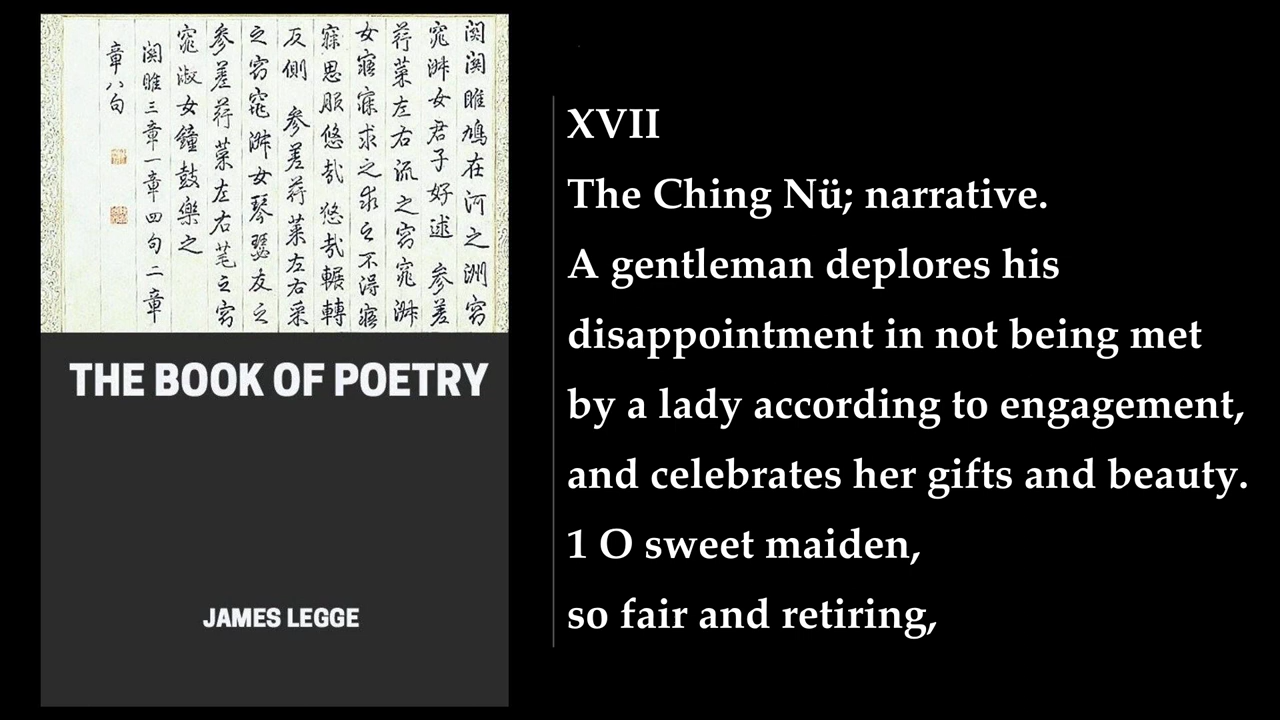 關關雎鳩在河之洲窈
窕淑女君子好逑 參差
荇菜左右流之窈窕淑
女寤寐求之求之不得寤
寐思服悠哉悠哉輾轉
反側 參差荇菜左右采
之窈窕淑女琴瑟友之
參差荇菜左右芼之窈
窕淑女鐘鼓樂之
關雎三章一章四句二章
章八句
THE BOOK OF POETRY
JAMES LEGGE
XVII
The Ching Nü; narrative.
A gentleman deplores his
disappointment in not being met
by a lady according to engagement,
and celebrates her gifts and beauty.
1 O sweet maiden,
so fair and retiring,